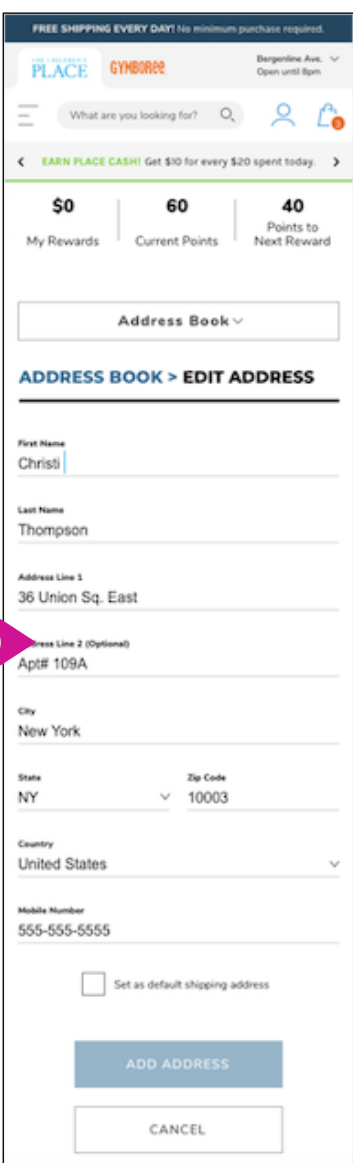 FREE SHIPPING EVERY DAY! No minimum purchase required.
THE CHILDREN'S
PLACE GYMBOREE Bergenline Ave.
Open until 8pm
What are you looking for? 3
EARN PLACE CASH! Get $10 for every $20 spent today.
$0 60 40
My Rewards Current Points Points to
Next Reward
Address Book
ADDRESS BOOK > EDIT ADDRESS
First Name
Christi
Last Name
Thompson
Address Line 1
36 Union Sq. East
Line 2 (Optional)
Apt# 109A
City
New York
State Zip Code
NY 10003
Country
United States
Mobile Number
555-555-5555
Set as default shipping address
ADD ADDRESS
CANCEL